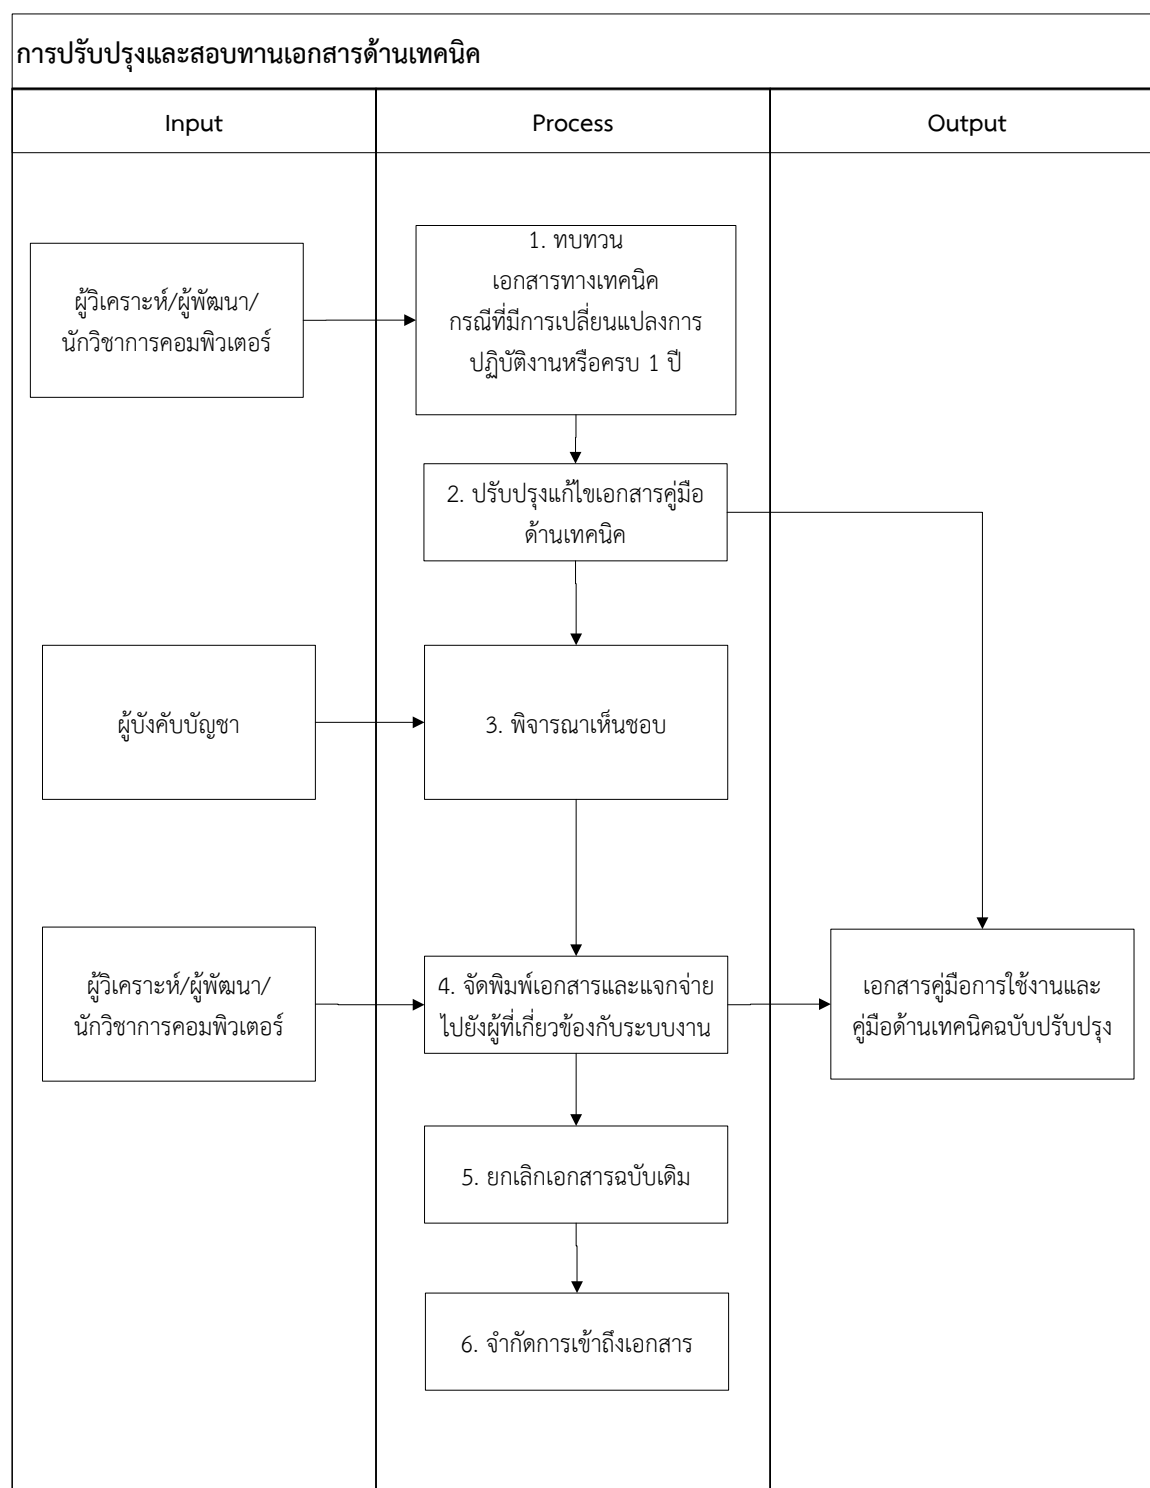 การปรับปรุงและสอบทานเอกสารด้านเทคนิค
Input
Process
Output
ผู้วิเคราะห์/ผู้พัฒนา/
นักวิชาการคอมพิวเตอร์
1. ทบทวน
เอกสารทางเทคนิค
กรณีที่มีการเปลี่ยนแปลงการ
ปฏิบัติงานหรือครบ 1 ปี
2. ปรับปรุงแก้ไขเอกสารคู่มือ
ด้านเทคนิค
ผู้บังคับบัญชา
3. พิจารณาเห็นชอบ
ผู้วิเคราะห์/ผู้พัฒนา/
นักวิชาการคอมพิวเตอร์
4. จัดพิมพ์เอกสารและแจกจ่าย
ไปยังผู้ที่เกี่ยวข้องกับระบบงาน
เอกสารคู่มือการใช้งานและ
คู่มือด้านเทคนิคฉบับปรับปรุง
5. ยกเลิกเอกสารฉบับเดิม
6. จำกัดการเข้าถึงเอกสาร